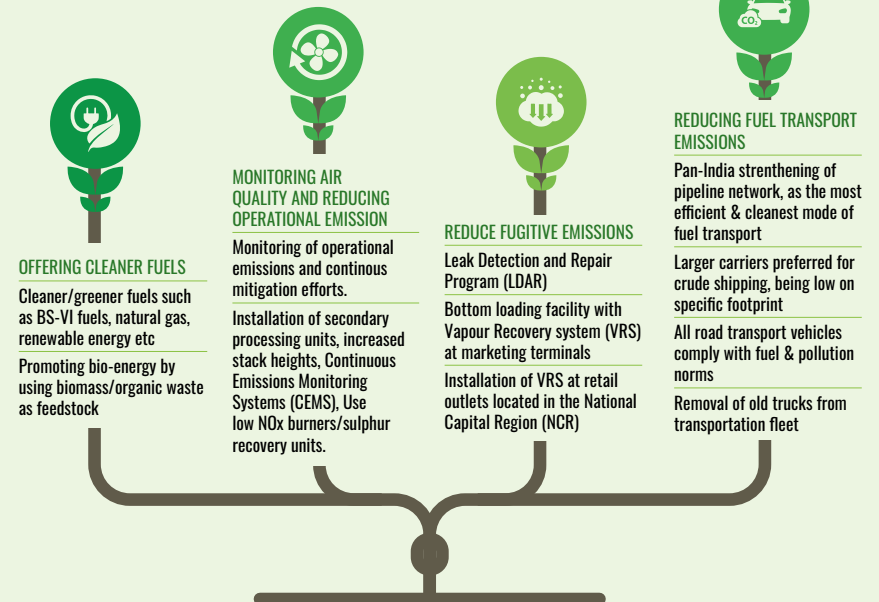 OFFERING CLEANER FUELS
Cleaner/greener fuels such
as BS-VI fuels, natural gas,
renewable energy etc
Promoting bio-energy by
using biomass/organic waste
as feedstock
MONITORING AIR
QUALITY AND REDUCING
OPERATIONAL EMISSION
Monitoring of operational
emissions and continous
mitigation efforts.
Installation of secondary
processing units, increased
stack heights, Continuous
Emissions Monitoring
Systems (CEMS), Use
low NOx burners/sulphur
recovery units.
REDUCE FUGITIVE EMISSIONS
Leak Detection and Repair
Program (LDAR)
Bottom loading facility with
Vapour Recovery system (VRS)
at marketing terminals
Installation of VRS at retail
outlets located in the National
Capital Region (NCR)
CO₂
REDUCING FUEL TRANSPORT
EMISSIONS
Pan-India strenthening of
pipeline network, as the most
efficient & cleanest mode of
fuel transport
Larger carriers preferred for
crude shipping, being low on
specific footprint
All road transport vehicles
comply with fuel & pollution
norms
Removal of old trucks from
transportation fleet